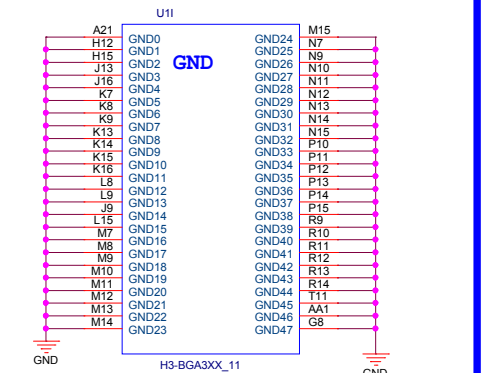 U1I
A21 GND0 GND24 M15
H12 GND1 GND25 N7
H15 GND2 GND GND26 N9
J13 GND3 GND27 N10
J16 GND4 GND28 N11
K7 GND5 GND29 N12
K8 GND6 GND30 N13
K9 GND7 GND31 N14
K13 GND8 GND32 N15
K14 GND9 GND33 P10
K15 GND10 GND34 P11
K16 GND11 GND35 P12
L8 GND12 GND36 P13
L9 GND13 GND37 P14
J9 GND14 GND38 P15
L15 GND15 GND39 R9
M7 GND16 GND40 R10
M8 GND17 GND41 R11
M9 GND18 GND42 R12
M10 GND19 GND43 R13
M11 GND20 GND44 R14
M12 GND21 GND45 T11
M13 GND22 GND46 AA1
M14 GND23 GND47 G8
GND
H3-BGA3XX_11
GND